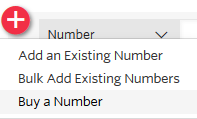 Number
Add an Existing Number
Bulk Add Existing Numbers
Buy a Number